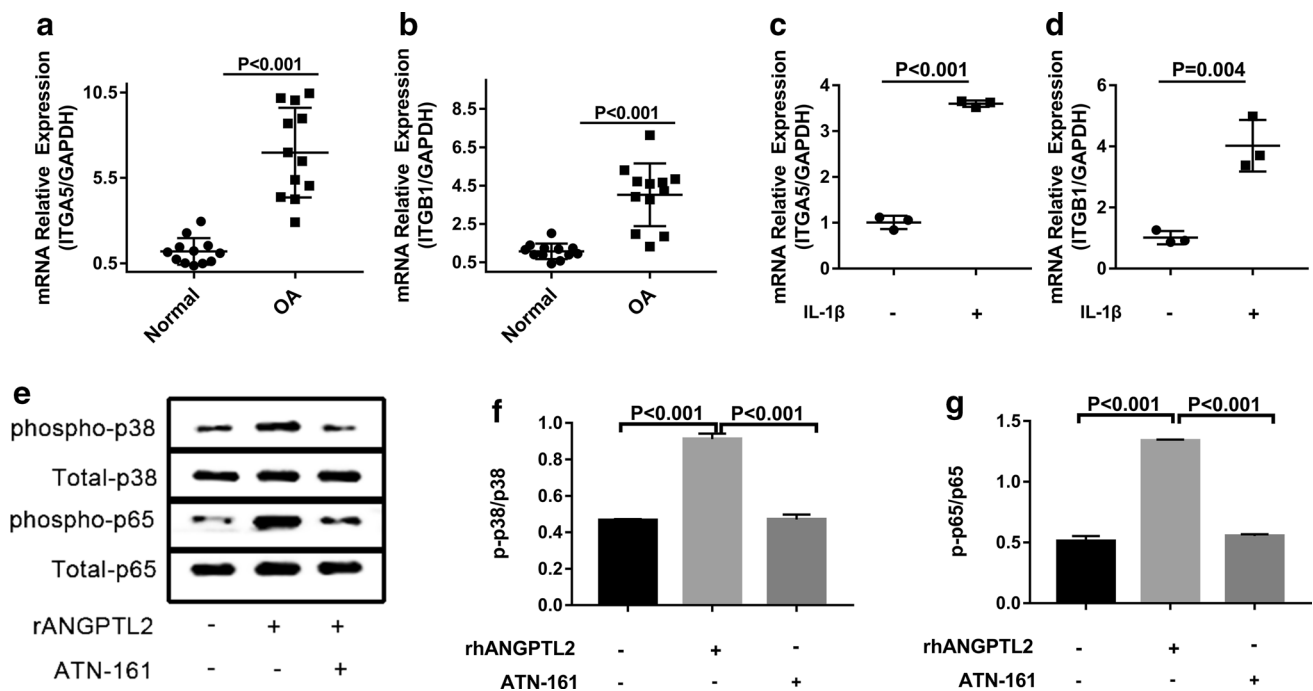 a
mRNA Relative Expression
(ITGA5/GAPDH)
P<0.001
10.5
5.5
0.5
Normal
OA
b
mRNA Relative Expression
(ITGB1/GAPDH)
P<0.001
8.5
6.5
4.5
2.5
0.5
Normal
OA
c
mRNA Relative Expression
(ITGA5/GAPDH)
P<0.001
4
3
2
1
0
IL-1β - +
d
mRNA Relative Expression
(ITGB1/GAPDH)
P=0.004
6
4
2
0
IL-1β - +
e
phospho-p38
Total-p38
phospho-p65
Total-p65
rANGPTL2 - + +
ATN-161 - - +
f
p-p38/p38
P<0.001 P<0.001
1.0
0.8
0.6
0.4
0.2
0.0
rhANGPTL2 - + -
ATN-161 - - +
g
p-p65/p65
P<0.001 P<0.001
1.5
1.0
0.5
0.0
rhANGPTL2 - + -
ATN-161 - - +